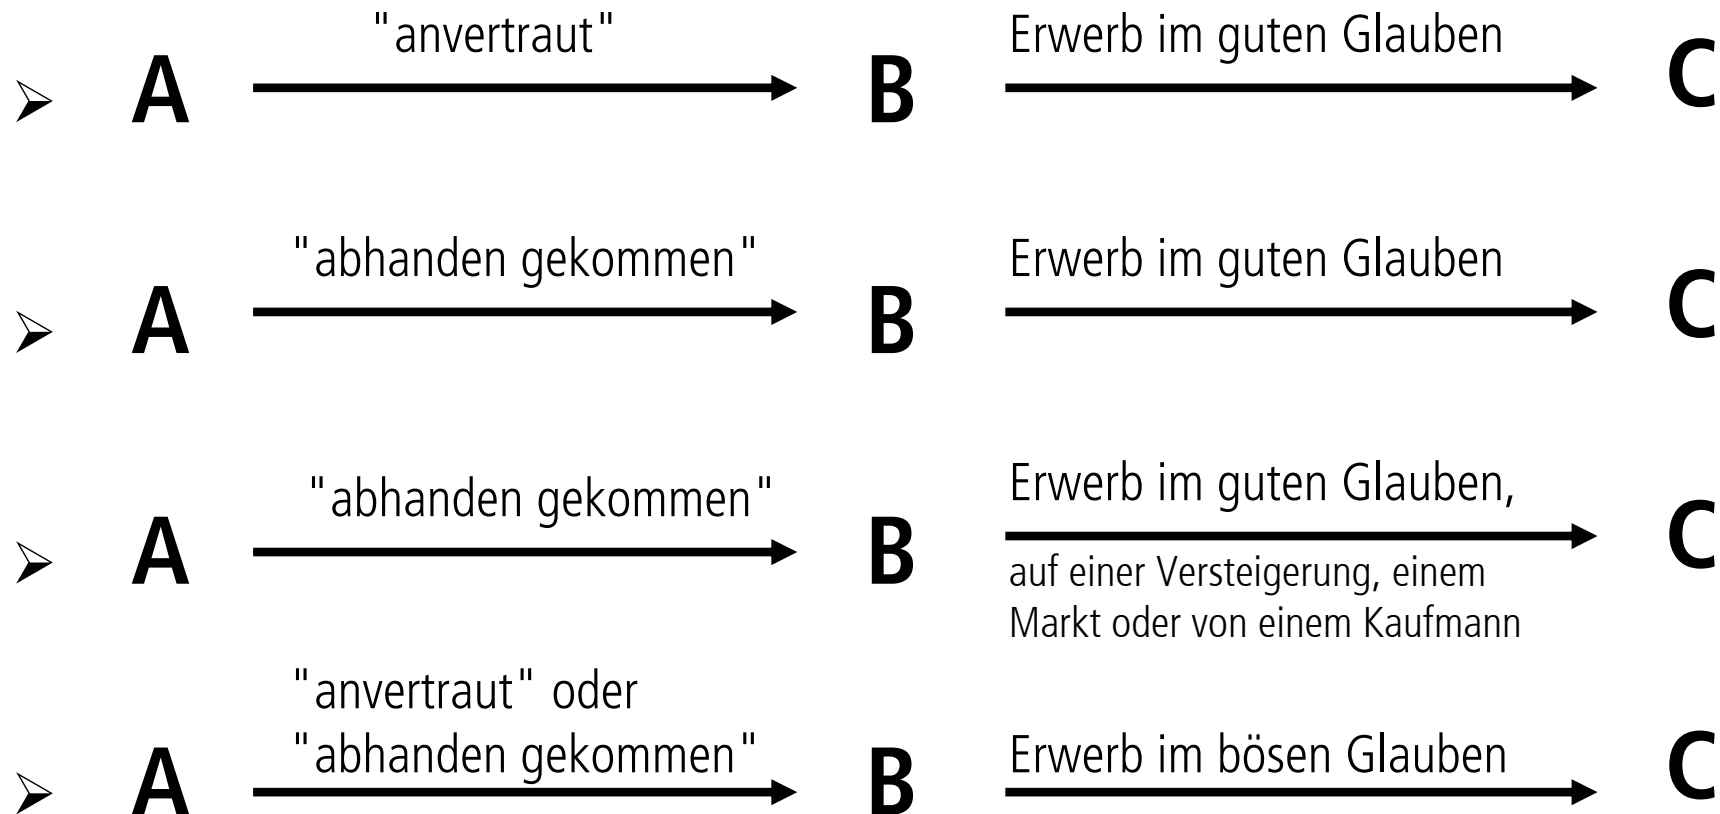 "anvertraut" Erwerb im guten Glauben
➢ A B C
"abhanden gekommen" Erwerb im guten Glauben
➢ A B C
"abhanden gekommen" Erwerb im guten Glauben,
➢ A B C
auf einer Versteigerung, einem
Markt oder von einem Kaufmann
"anvertraut" oder
"abhanden gekommen" Erwerb im bösen Glauben
➢ A B C